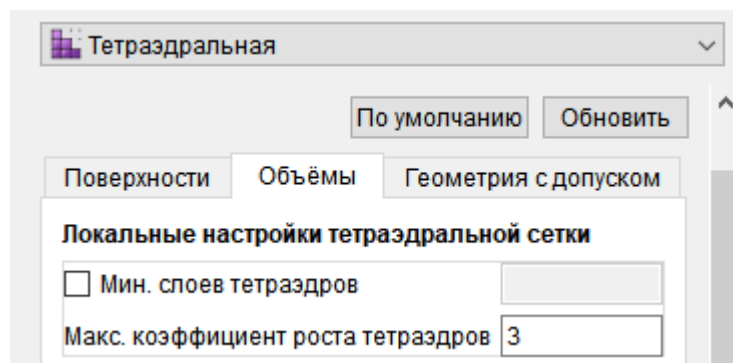 Тетраэдральная
По умолчанию Обновить
Поверхности Объёмы Геометрия с допуском
Локальные настройки тетраэдральной сетки
Мин. слоев тетраэдров
Макс. коэффициент роста тетраэдров 3